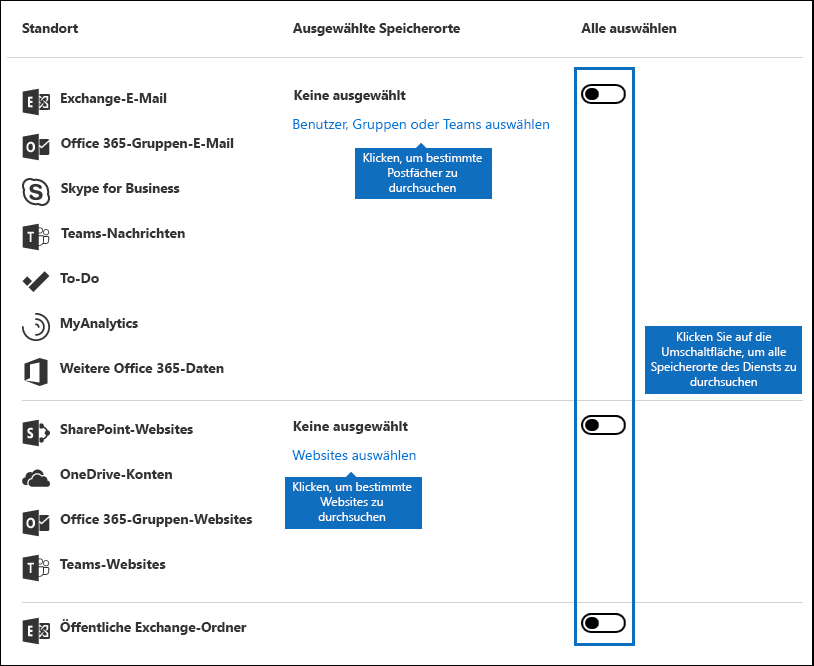 Standort
Ausgewählte Speicherorte
Alle auswählen
Exchange-E-Mail
Keine ausgewählt
Benutzer, Gruppen oder Teams auswählen
Office 365-Gruppen-E-Mail
Klicken, um bestimmte
Postfächer zu
durchsuchen
Skype for Business
Teams-Nachrichten
To-Do
MyAnalytics
Klicken Sie auf die
Umschaltfläche, um alle
Speicherorte des Diensts zu
durchsuchen
Weitere Office 365-Daten
SharePoint-Websites
Keine ausgewählt
Websites auswählen
OneDrive-Konten
Klicken, um bestimmte
Websites zu
durchsuchen
Office 365-Gruppen-Websites
Teams-Websites
Öffentliche Exchange-Ordner